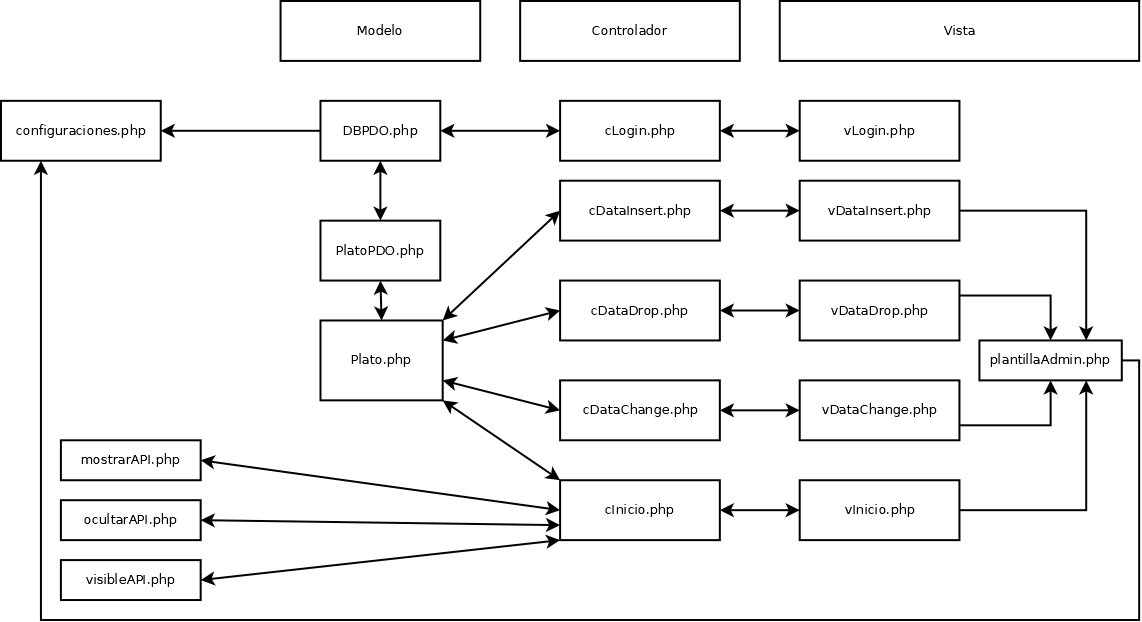 Modelo
Controlador
Vista
configuraciones.php
DBPDO.php
cLogin.php
vLogin.php
cDataInsert.php
vDataInsert.php
PlatoPDO.php
cDataDrop.php
vDataDrop.php
Plato.php
plantillaAdmin.php
cDataChange.php
vDataChange.php
mostrarAPI.php
cInicio.php
vInicio.php
ocultarAPI.php
visibleAPI.php